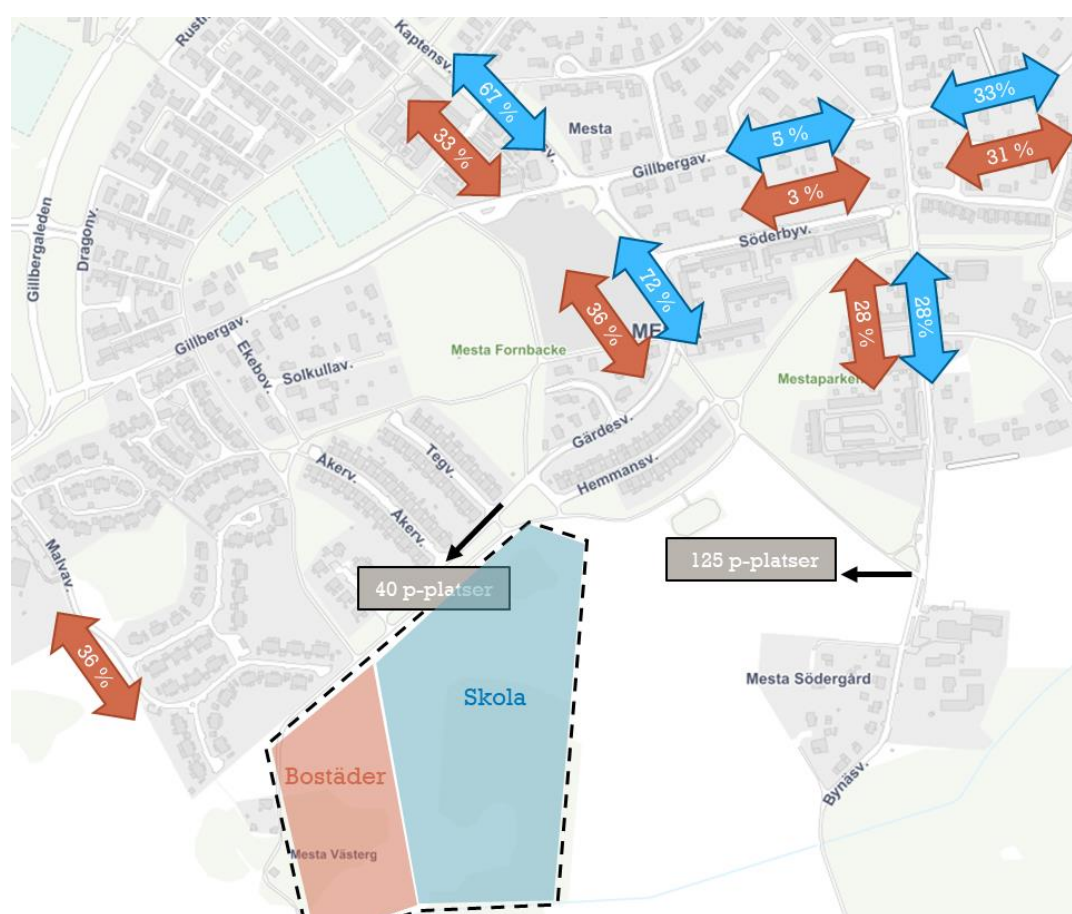 Kaptensv.
67 %
33 %
Mesta
sv.
Gillbergav.
5 %
3 %
33%
31 %
Gillbergaleden
Dragonv.
Söderbyv.
72 %
36 %
28 %
28%
Gillbergav.
Ekebov.
Solkullav.
Mesta Fornbacke
Mestaparken
Gärdesv.
Hemmansv.
Tegv.
Åkerv.
Åkerv.
Malvav.
40 p-platser
125 p-platser
36 %
Skola
Mesta Södergård
Bostäder
Bynäsv.
Mesta Västerg